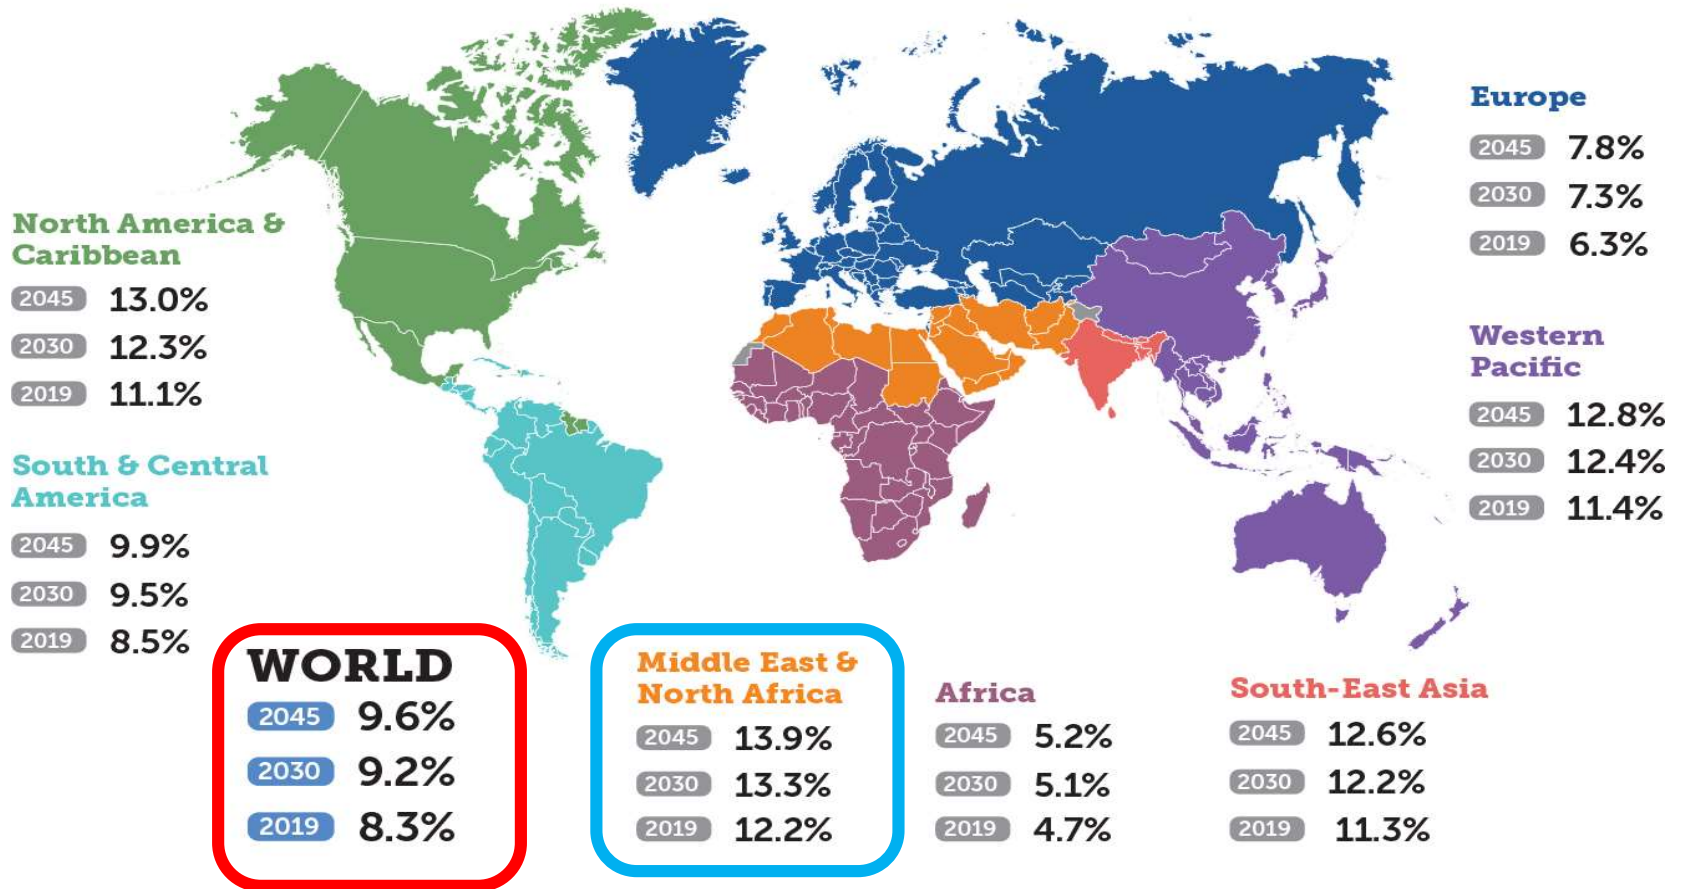 North America &
Caribbean
2045 13.0%
2030 12.3%
2019 11.1%
South & Central
America
2045 9.9%
2030 9.5%
2019 8.5%
WORLD
2045 9.6%
2030 9.2%
2019 8.3%
Middle East &
North Africa
2045 13.9%
2030 13.3%
2019 12.2%
Africa
2045 5.2%
2030 5.1%
2019 4.7%
South-East Asia
2045 12.6%
2030 12.2%
2019 11.3%
Europe
2045 7.8%
2030 7.3%
2019 6.3%
Western
Pacific
2045 12.8%
2030 12.4%
2019 11.4%